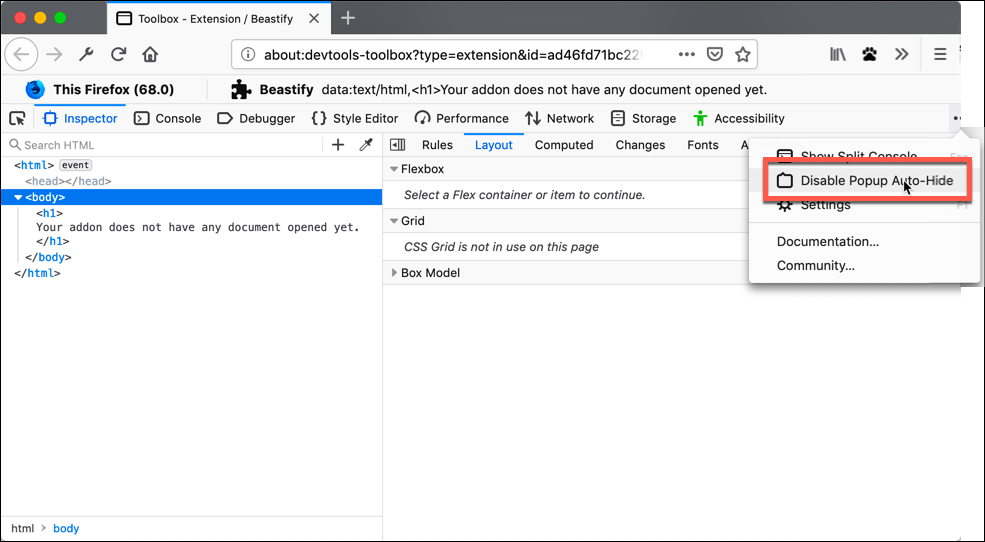 Toolbox - Extension / Beastify
about:devtools-toolbox?type=extension&id=ad46fd71bc22
This Firefox (68.0) Beastify data:text/html,<h1>Your addon does not have any document opened yet.
Inspector Console Debugger Style Editor Performance Network Storage Accessibility
Search HTML
Rules Layout Computed Changes Fonts A
<html> event
<head></head>
<body>
<h1>
Your addon does not have any document opened yet.
</h1>
</body>
</html>
Flexbox
Select a Flex container or item to continue.
Grid
CSS Grid is not in use on this page
Box Model
Show Split Console
Disable Popup Auto-Hide
Settings F1
Documentation...
Community...
html > body